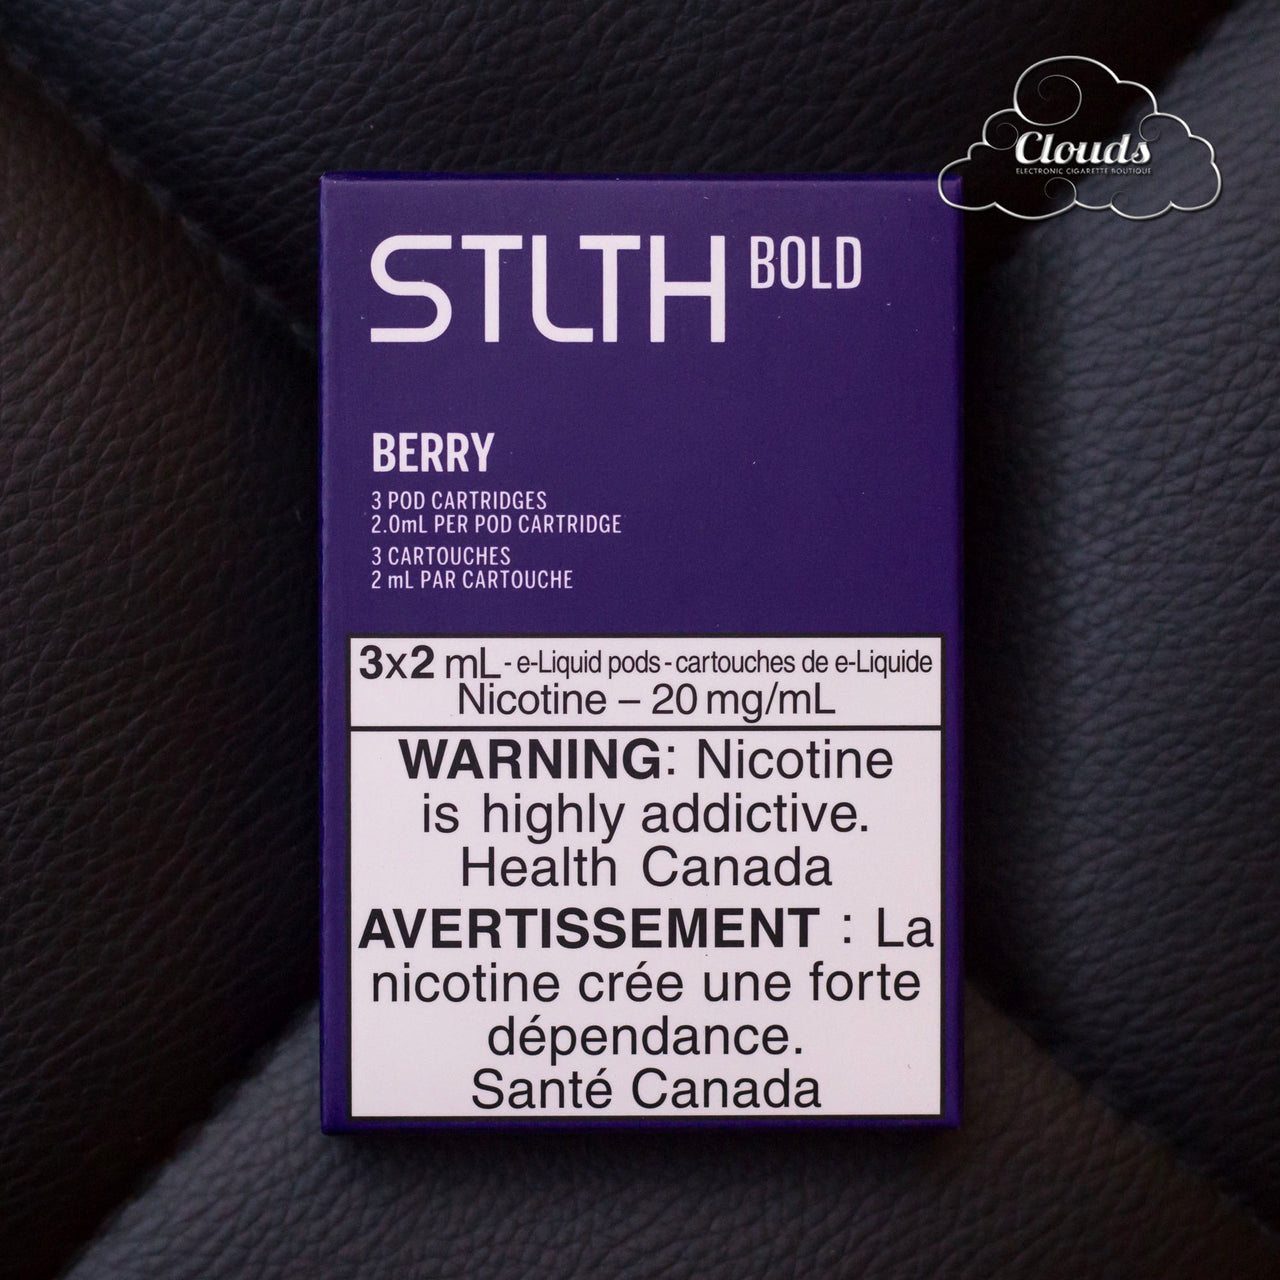 Clouds
ELECTRONIC CIGARETTE BOUTIQUE
STLTH BOLD
BERRY
3 POD CARTRIDGES
2.0mL PER POD CARTRIDGE
3 CARTOUCHES
2 mL PAR CARTOUCHE
3x2 mL - e-Liquid pods - cartouches de e-Liquide
Nicotine – 20 mg/mL
WARNING: Nicotine
is highly addictive.
Health Canada
AVERTISSEMENT : La
nicotine crée une forte
dépendance.
Santé Canada